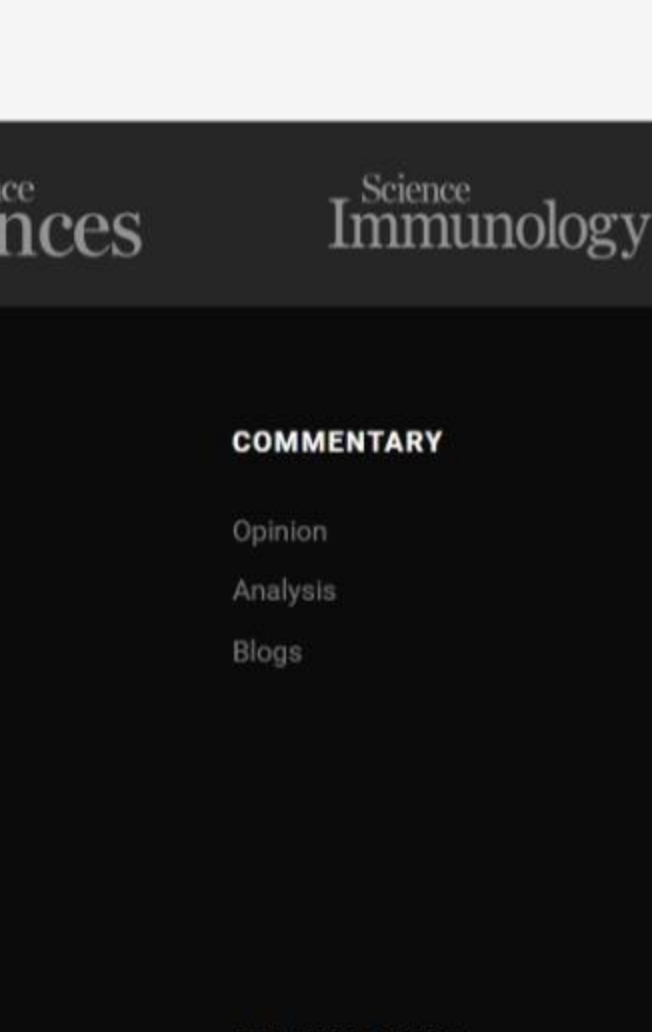 nces
Science
Immunology
COMMENTARY
Opinion
Analysis
Blogs